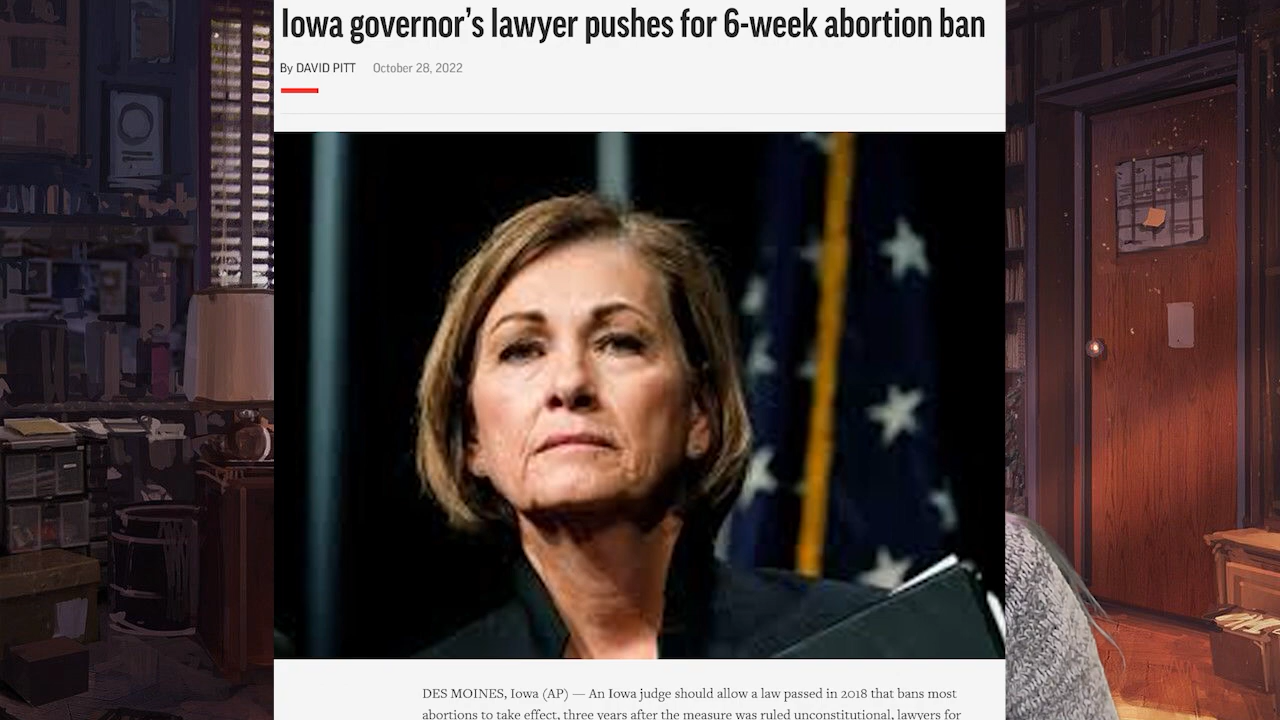 Iowa governor's lawyer pushes for 6-week abortion ban
By DAVID PITT October 28, 2022
DES MOINES, Iowa (AP) — An Iowa judge should allow a law passed in 2018 that bans most
abortions to take effect, three years after the measure was ruled unconstitutional, lawyers for